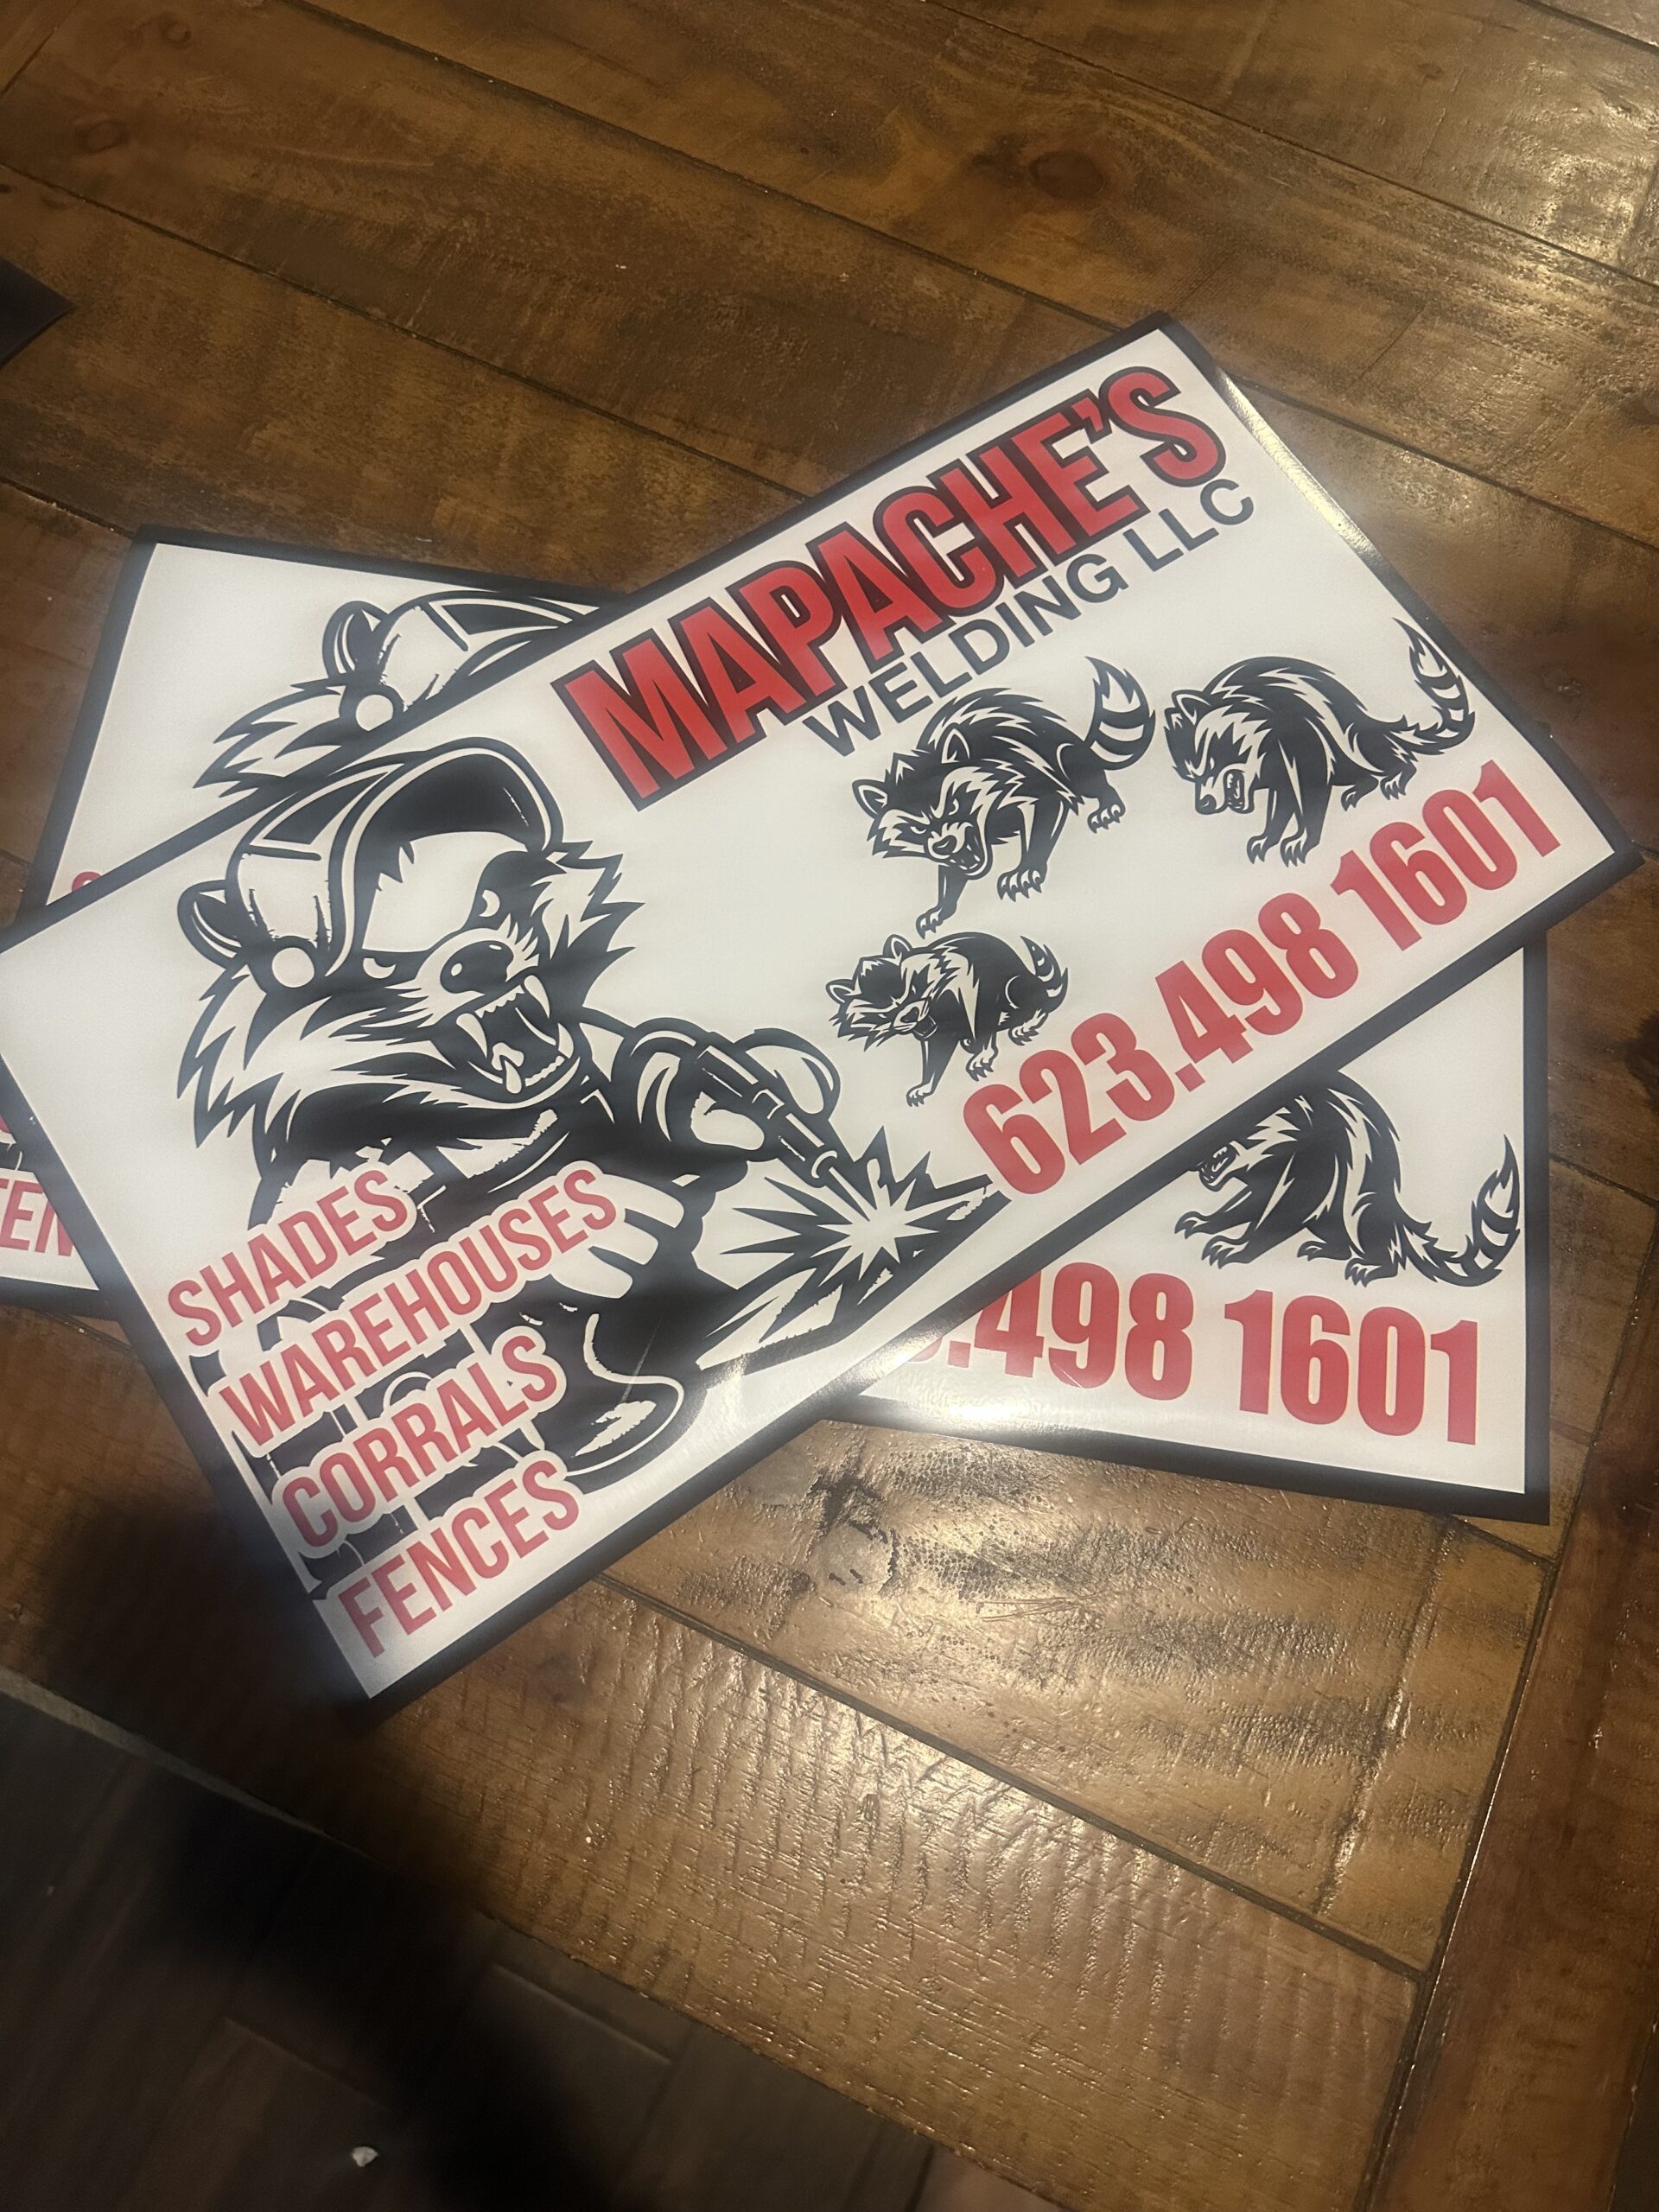 MAPACHE'S
WELDING LLC
623.498 1601
SHADES
WAREHOUSES
CORRALS
FENCES
.498 1601